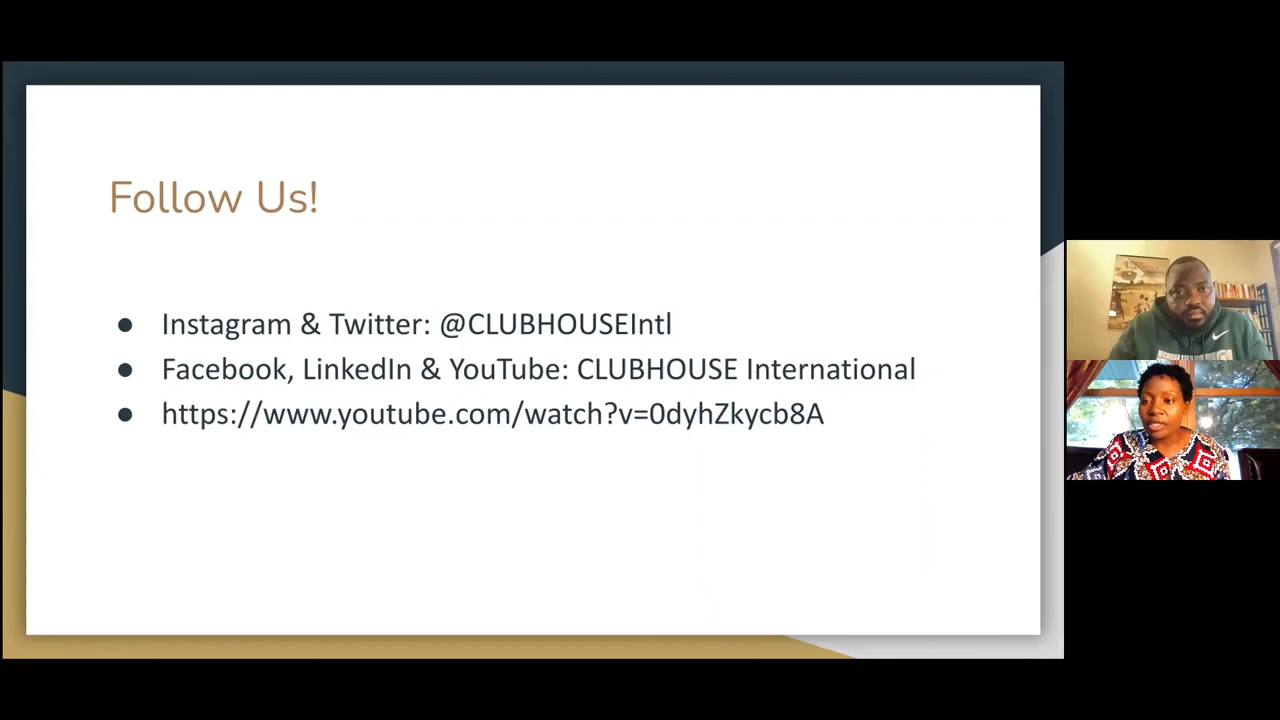 Follow Us!
● Instagram & Twitter: @CLUBHOUSEIntl
● Facebook, LinkedIn & YouTube: CLUBHOUSE International
● https://www.youtube.com/watch?v=0dyhZkycb8A